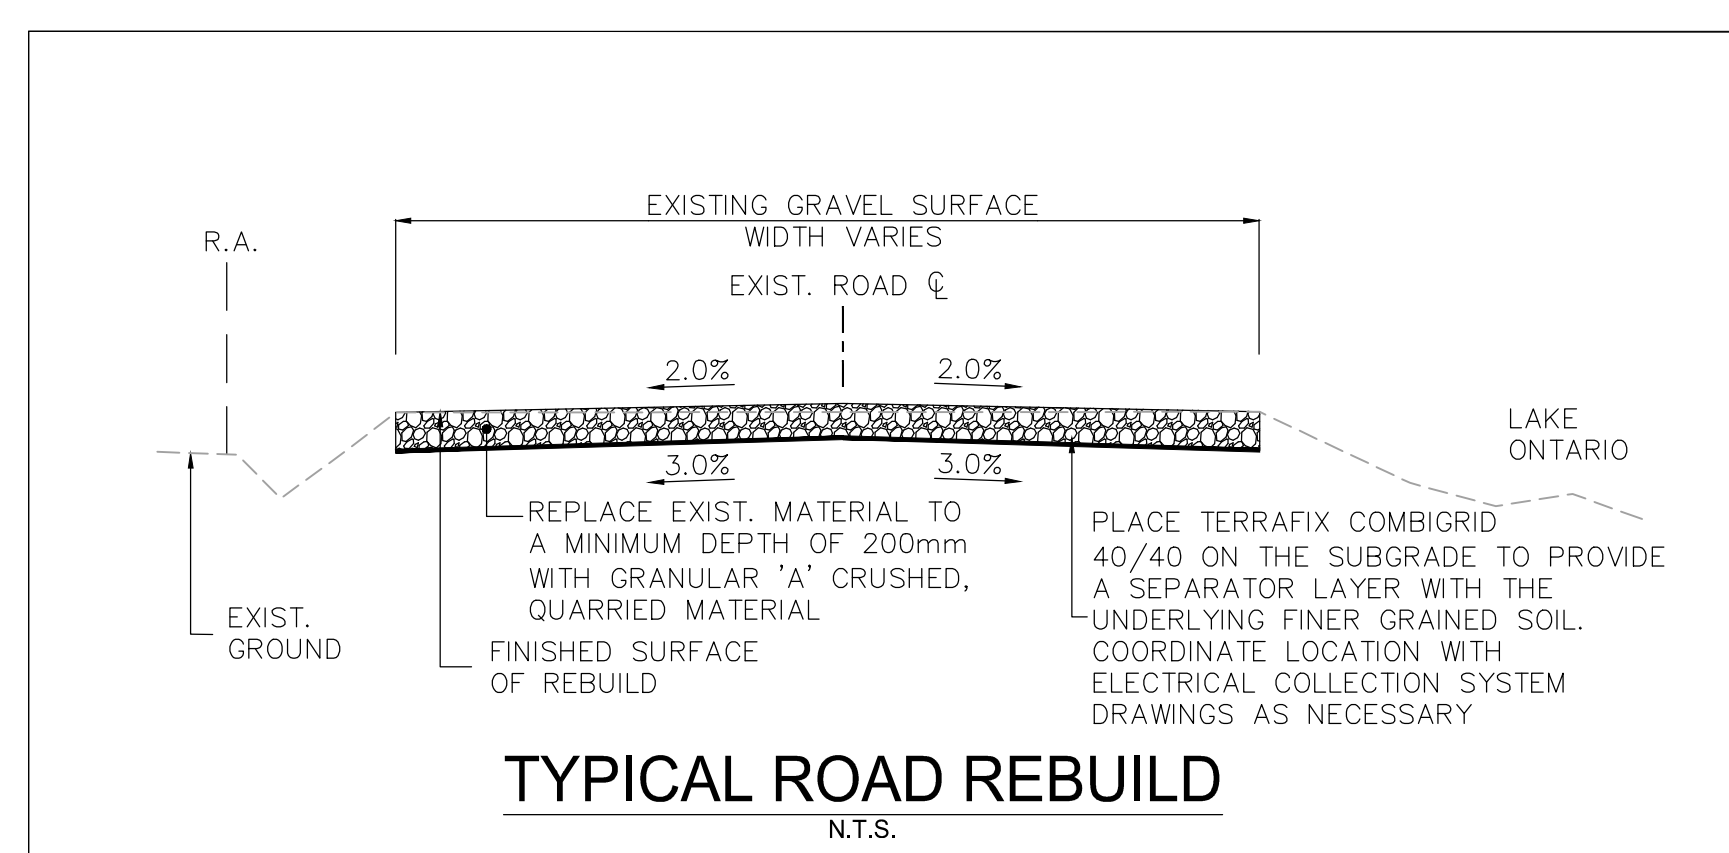 EXISTING GRAVEL SURFACE
WIDTH VARIES
R.A.
EXIST. ROAD ℄
2.0%
2.0%
LAKE
ONTARIO
3.0%
3.0%
REPLACE EXIST. MATERIAL TO
A MINIMUM DEPTH OF 200mm
WITH GRANULAR 'A' CRUSHED,
QUARRIED MATERIAL
PLACE TERRAFIX COMBIGRID
40/40 ON THE SUBGRADE TO PROVIDE
A SEPARATOR LAYER WITH THE
UNDERLYING FINER GRAINED SOIL.
COORDINATE LOCATION WITH
ELECTRICAL COLLECTION SYSTEM
DRAWINGS AS NECESSARY
EXIST.
GROUND
FINISHED SURFACE
OF REBUILD
TYPICAL ROAD REBUILD
N.T.S.